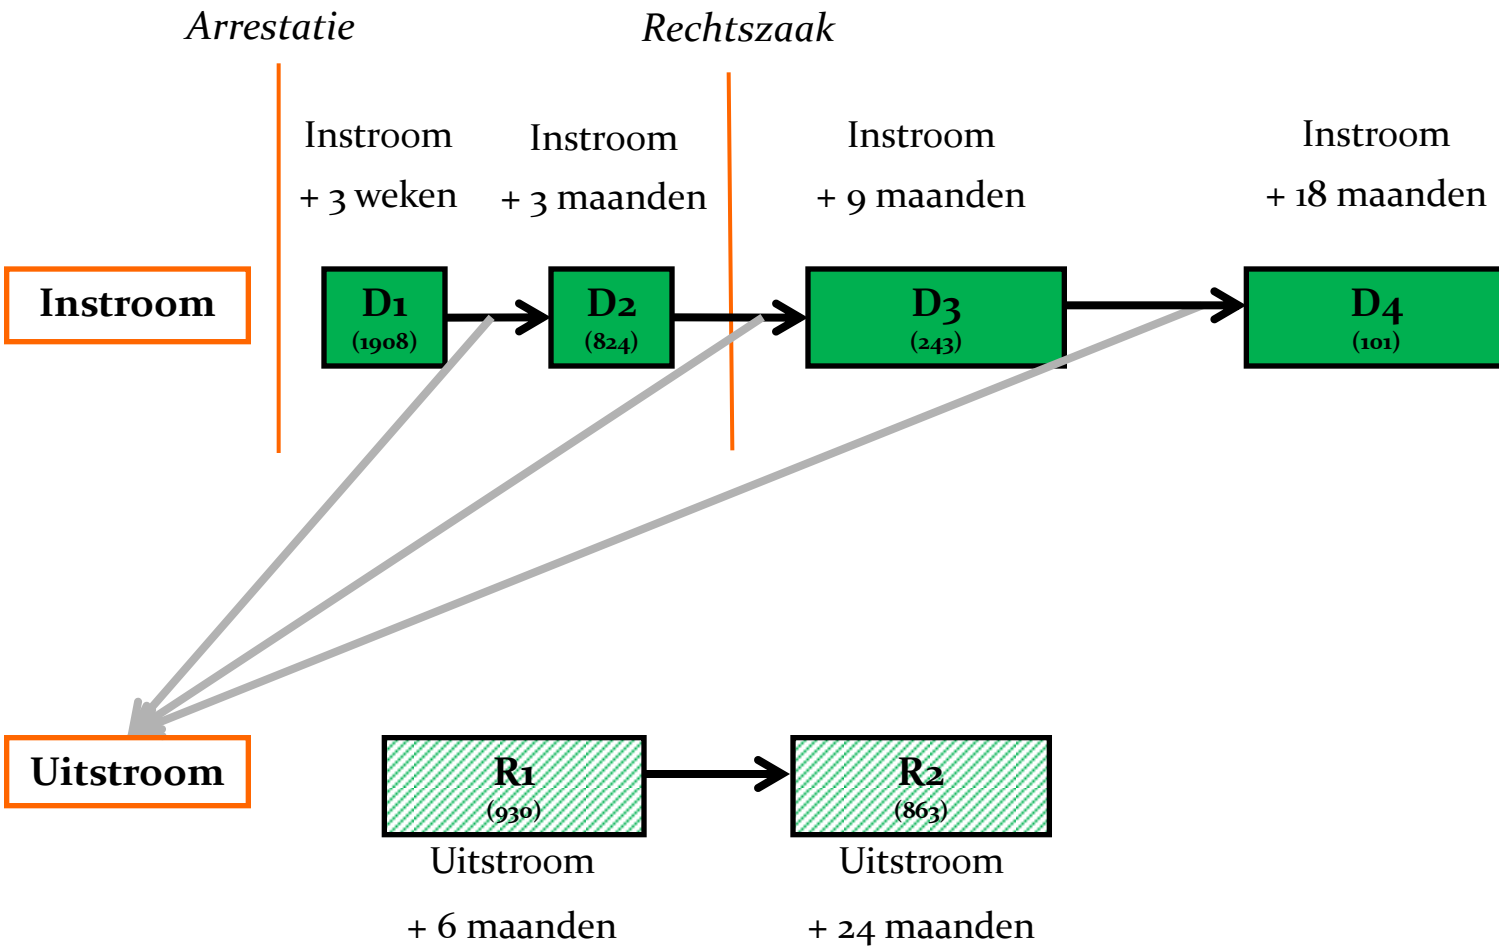 Arrestatie
Rechtszaak
Instroom
+ 3 weken
Instroom
+ 3 maanden
Instroom
+ 9 maanden
Instroom
+ 18 maanden
Instroom
D1
(1908)
D2
(824)
D3
(243)
D4
(101)
Uitstroom
R1
(930)
R2
(863)
Uitstroom
+ 6 maanden
Uitstroom
+ 24 maanden